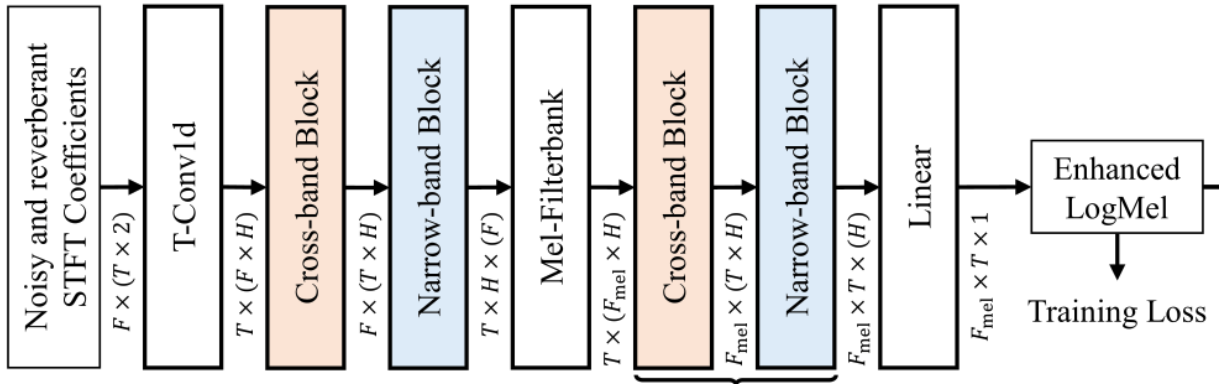 Noisy and reverberant
STFT Coefficients
F × (T × 2)
T-Conv1d
T × (F × H)
Cross-band Block
F × (T × H)
Narrow-band Block
T × H × (F)
Mel-Filterbank
T × (F_mel × H)
Cross-band Block
F_mel × (T × H)
Narrow-band Block
F_mel × T × (H)
Linear
F_mel × T × 1
Enhanced
LogMel
Training Loss